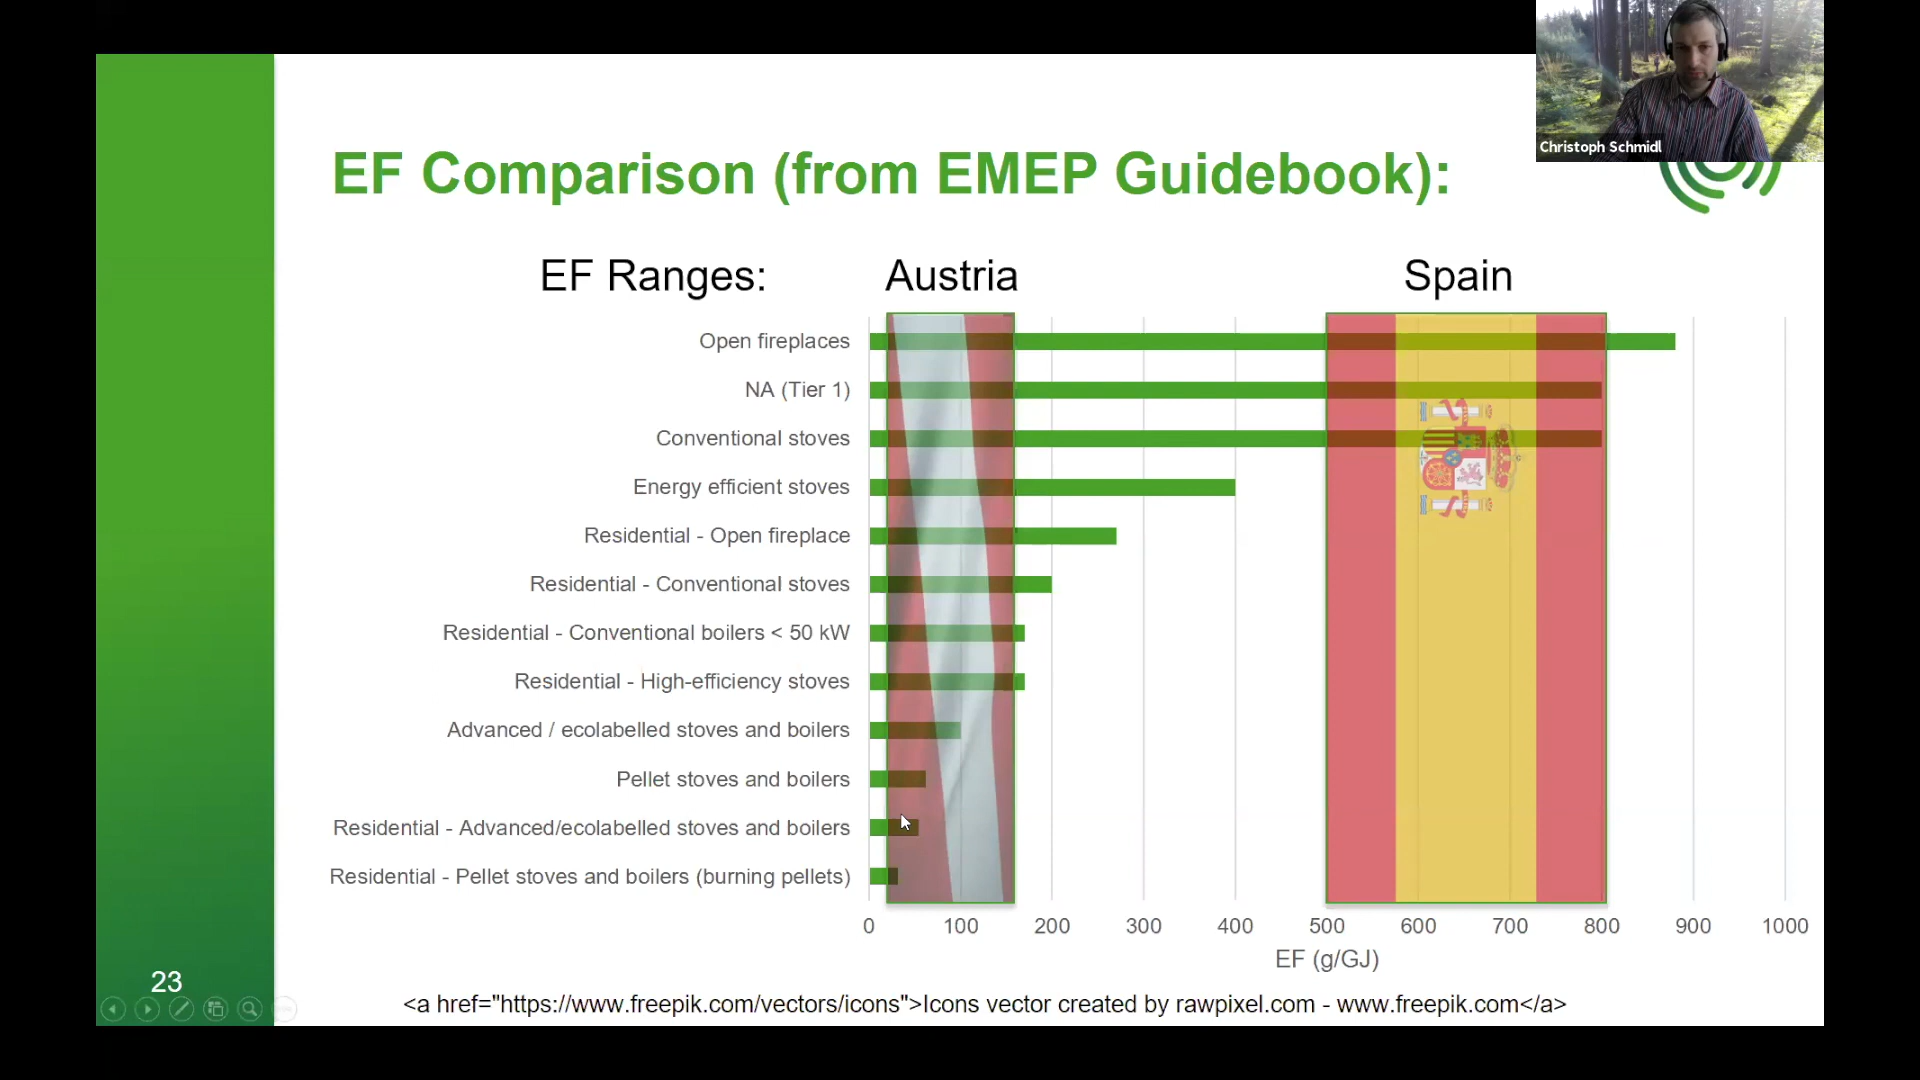 Christoph Schmidl
EF Comparison (from EMEP Guidebook):
EF Ranges: Austria Spain
Open fireplaces
NA (Tier 1)
Conventional stoves
Energy efficient stoves
Residential - Open fireplace
Residential - Conventional stoves
Residential - Conventional boilers < 50 kW
Residential - High-efficiency stoves
Advanced / ecolabelled stoves and boilers
Pellet stoves and boilers
Residential - Advanced/ecolabelled stoves and boilers
Residential - Pellet stoves and boilers (burning pellets)
0 100 200 300 400 500 600 700 800 900 1000
EF (g/GJ)
23
<a href="https://www.freepik.com/vectors/icons">Icons vector created by rawpixel.com - www.freepik.com</a>